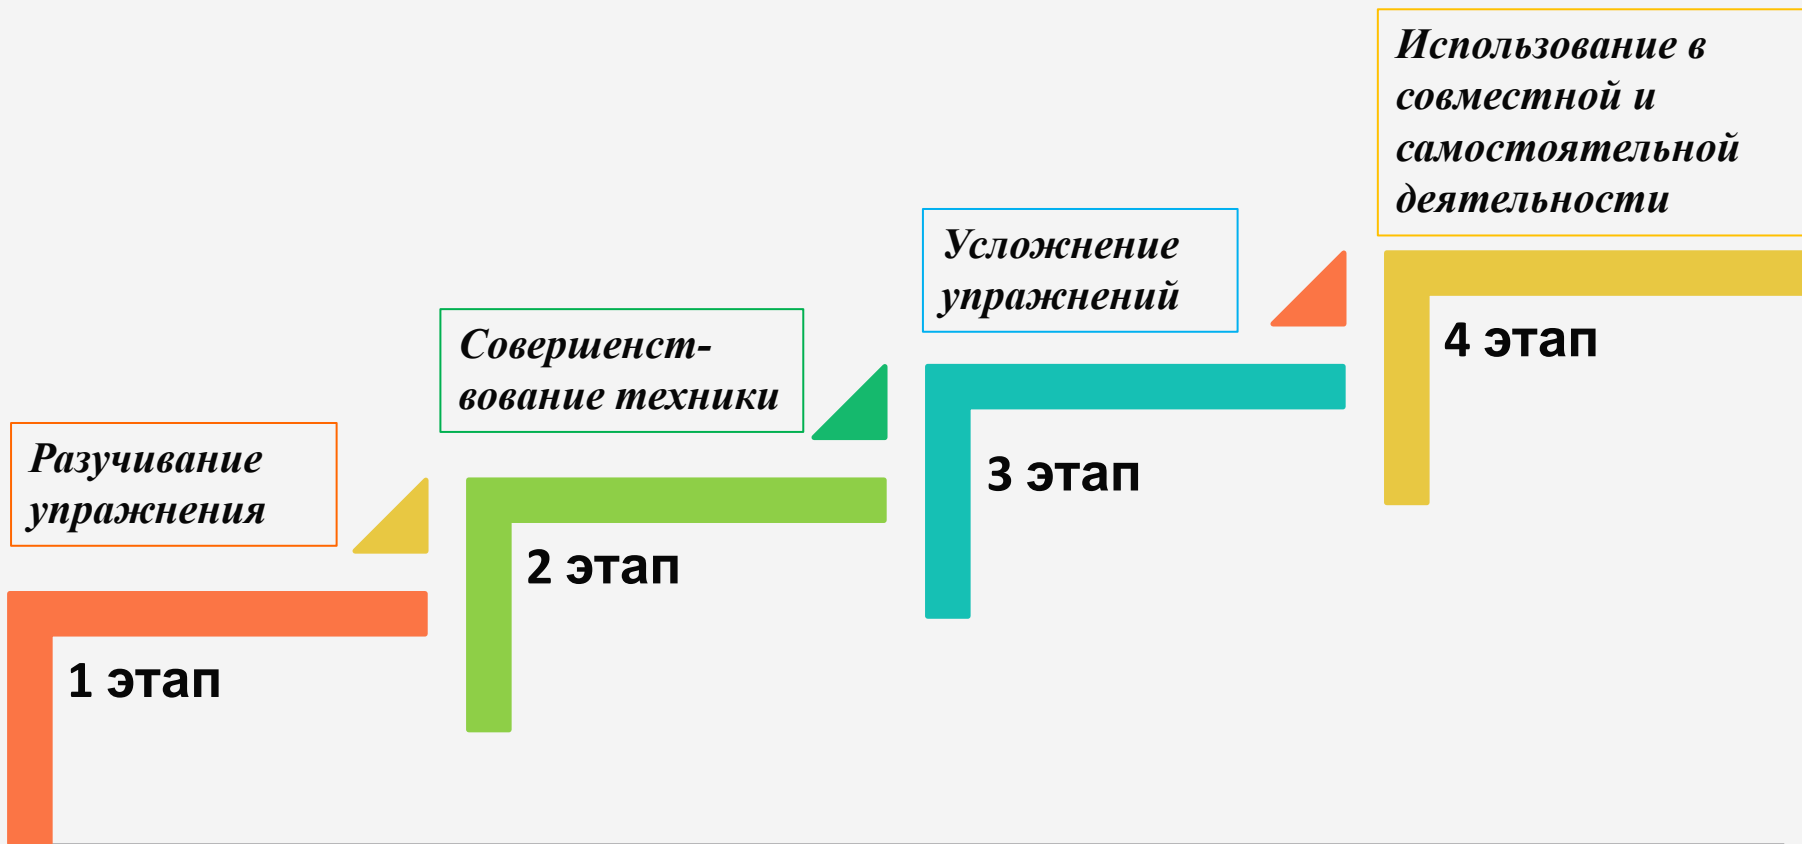 Разучивание
упражнения
1 этап
Совершенст-
вование техники
2 этап
Усложнение
упражнений
3 этап
Использование в
совместной и
самостоятельной
деятельности
4 этап